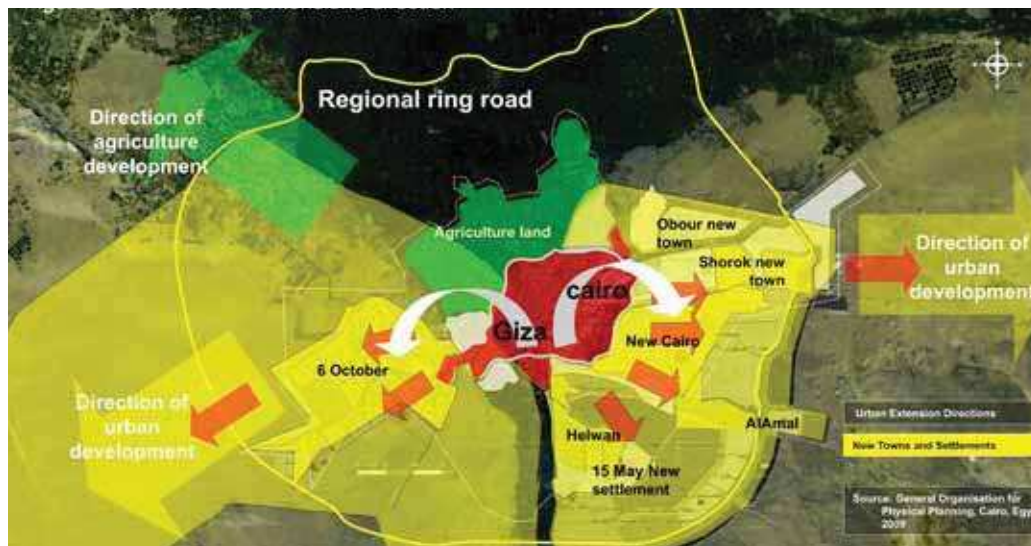 Regional ring road
Direction of
agriculture
development
Agriculture land
Obour new
town
Shorok new
town
Direction of
urban
development
cairo
Giza
New Cairo
6 October
Direction of
urban
development
Helwan
AlAmal
15 May New
settlement
Urban Extension Directions
New Towns and Settlements
Source: General Organisation for
Physical Planning, Cairo, Egy
2009